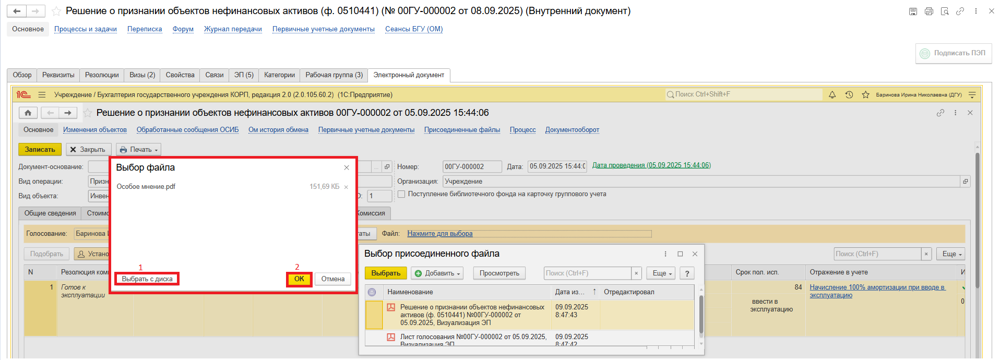 Решение о признании объектов нефинансовых активов (ф. 0510441) (№ 00ГУ-000002 от 08.09.2025) (Внутренний документ)
Основное Процессы и задачи Переписка Форум Журнал передачи Первичные учетные документы Сеансы БГУ (ОМ)
Подписать ПЭП
Обзор Реквизиты Резолюции Визы (2) Свойства Связи ЭП (5) Категории Рабочая группа (3) Электронный документ
1С Учреждение / Бухгалтерия государственного учреждения КОРП, редакция 2.0 (2.0.105.60.2) (1С:Предприятие) Поиск Ctrl+Shift+F Баринова Ирина Николаевна (ДГУ)
Решение о признании объектов нефинансовых активов 00ГУ-000002 от 05.09.2025 15:44:06
Основное Изменения объектов Обработанные сообщения ОСИБ Ом история обмена Первичные учетные документы Присоединенные файлы Процесс Документооборот
Записать Закрыть Печать
Документ-основание: ... Номер: 00ГУ-000002 Дата: 05.09.2025 15:44:0 Дата проведения (05.09.2025 15:44:06)
Вид операции: Призн Организация: Учреждение
Вид объекта: Инвен 1 Поступление библиотечного фонда на карточку группового учета
Общие сведения Стоимо Комиссия
Голосование: Баринова таты Файл: Нажмите для выбора
Подобрать Устано Поиск (Ctrl+F) × Еще
N Резолюция ком Срок пол. исп. Отражение в учете
1 Готов к эксплуатации 84 Начисление 100% амортизации при вводе в
эксплуатацию
ввести в
эксплуатацию
0
Выбор файла
Особое мнение.pdf 151,69 КБ ×
1 2
Выбрать с диска ОК Отмена
Выбор присоединенного файла
Выбрать Добавить Просмотреть Поиск (Ctrl+F) × Еще ?
Наименование Дата из... ↑ Отредактировал
Решение о признании объектов нефинансовых 09.09.2025
активов (ф. 0510441) №00ГУ-000002 от 8:47:43
05.09.2025, Визуализация ЭП
Лист голосования №00ГУ-000002 от 05.09.2025, 09.09.2025
Визуализация ЭП 8:47:42